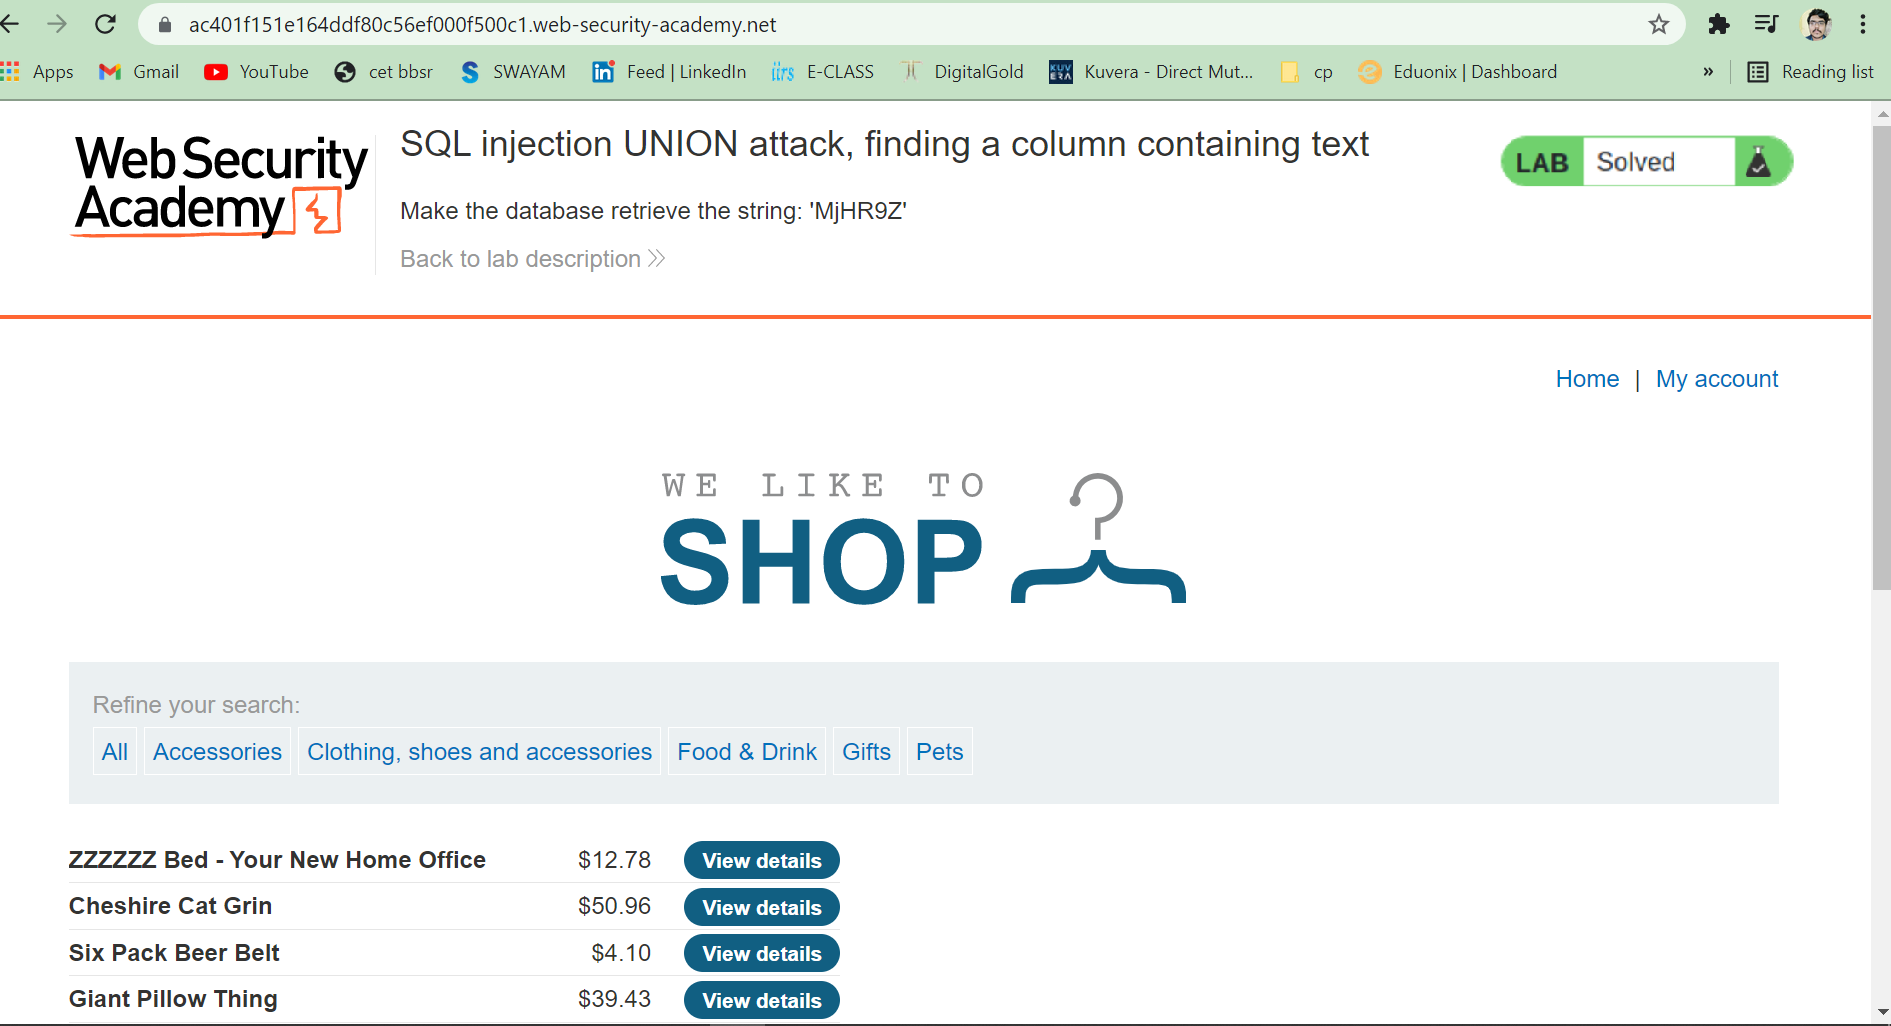 ac401f151e164ddf80c56ef000f500c1.web-security-academy.net
Apps Gmail YouTube cet bbsr SWAYAM Feed | LinkedIn E-CLASS DigitalGold KUVERA Kuvera - Direct Mut... cp Eduonix | Dashboard » Reading list
Web Security
Academy
SQL injection UNION attack, finding a column containing text
LAB Solved
Make the database retrieve the string: 'MjHR9Z'
Back to lab description
Home | My account
WE LIKE TO
SHOP
Refine your search:
All Accessories Clothing, shoes and accessories Food & Drink Gifts Pets
ZZZZZZ Bed - Your New Home Office $12.78 View details
Cheshire Cat Grin $50.96 View details
Six Pack Beer Belt $4.10 View details
Giant Pillow Thing $39.43 View details